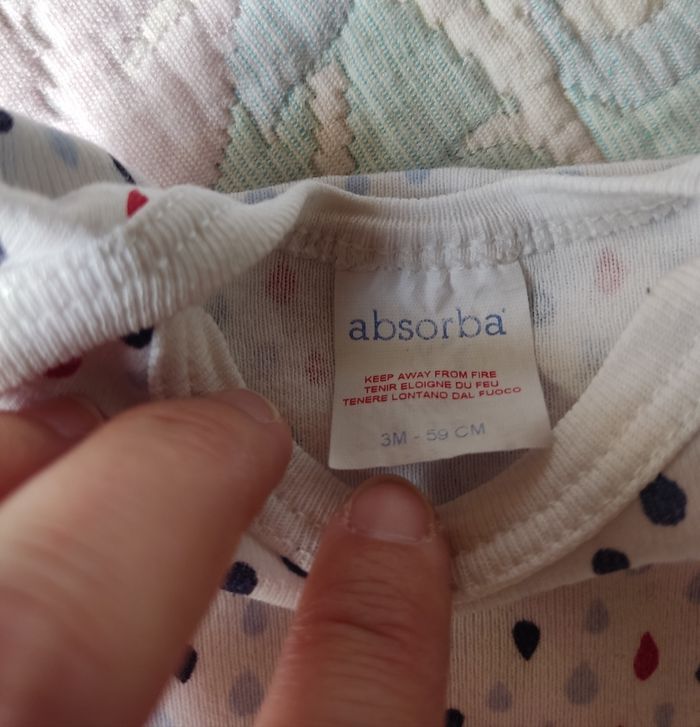 absorba
KEEP AWAY FROM FIRE
TENIR ELOIGNE DU FEU
TENERE LONTANO DAL FUOCO
3M - 59 CM